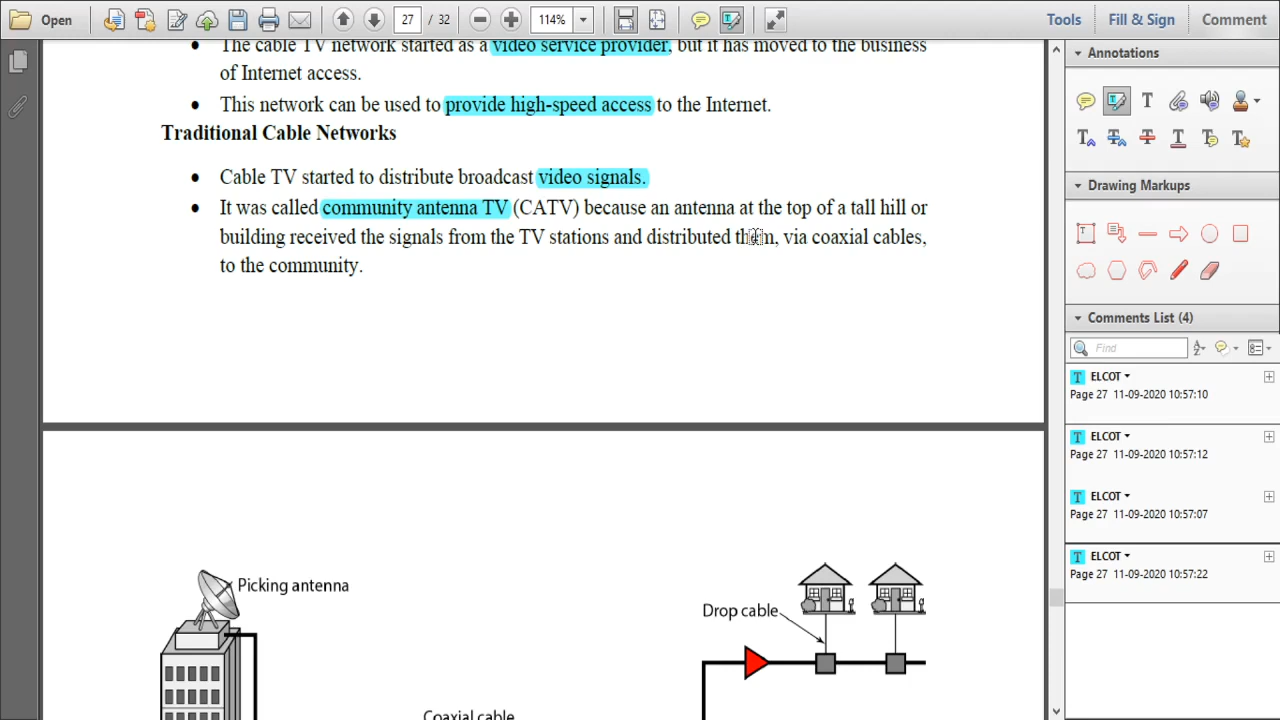 Open
27 / 32
114%
Tools
Fill & Sign
Comment
The cable TV network started as a video service provider, but it has moved to the business
of Internet access.
This network can be used to provide high-speed access to the Internet.
Traditional Cable Networks
Cable TV started to distribute broadcast video signals.
It was called community antenna TV (CATV) because an antenna at the top of a tall hill or
building received the signals from the TV stations and distributed them, via coaxial cables,
to the community.
Picking antenna
Drop cable
Coaxial cable
Annotations
Drawing Markups
Comments List (4)
Find
ELCOT
Page 27 11-09-2020 10:57:10
ELCOT
Page 27 11-09-2020 10:57:12
ELCOT
Page 27 11-09-2020 10:57:07
ELCOT
Page 27 11-09-2020 10:57:22